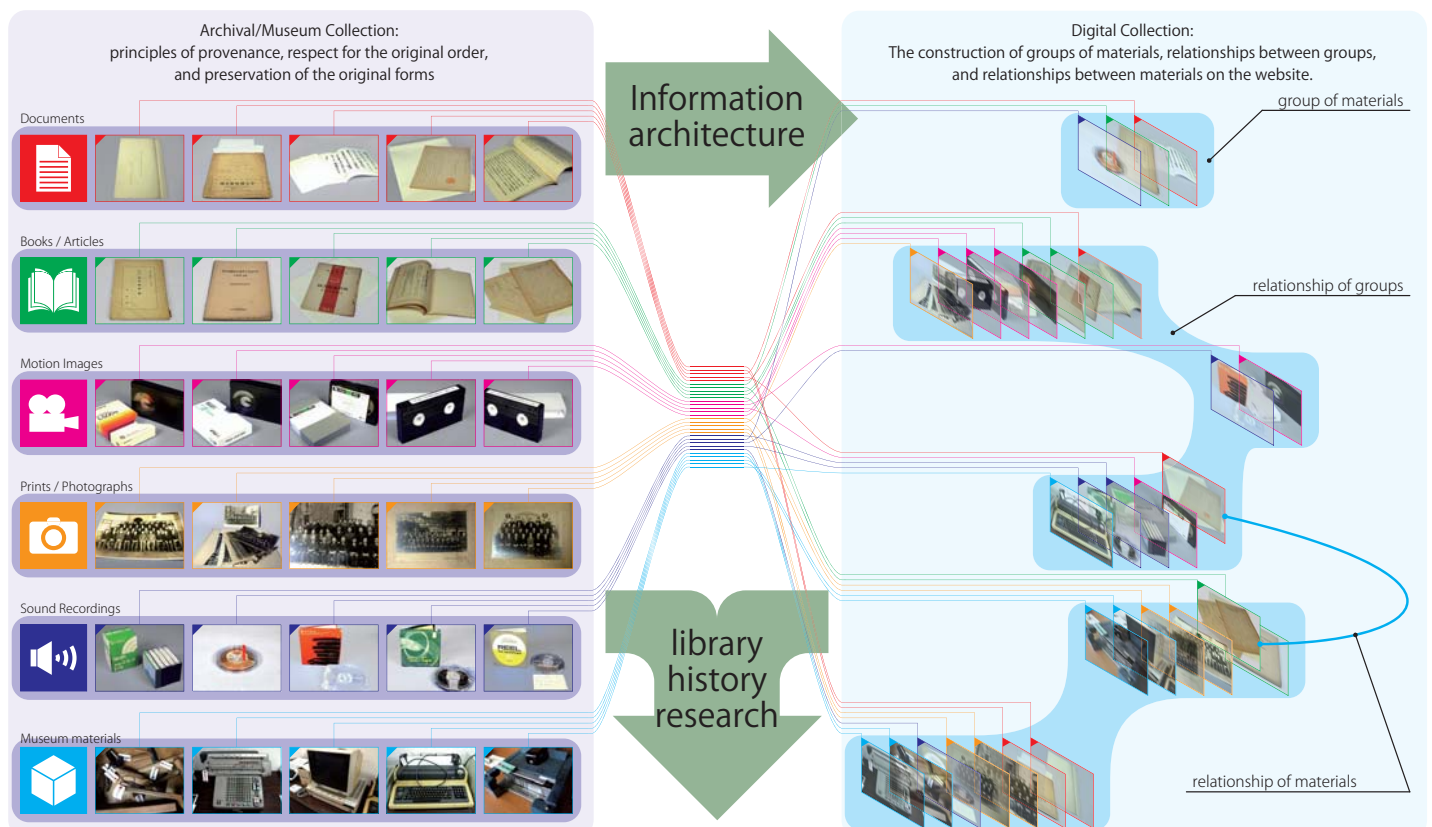 Archival/Museum Collection:
principles of provenance, respect for the original order,
and preservation of the original forms
Documents
Books / Articles
Motion Images
Prints / Photographs
Sound Recordings
Museum materials
Information
architecture
library
history
research
Digital Collection:
The construction of groups of materials, relationships between groups,
and relationships between materials on the website.
group of materials
relationship of groups
relationship of materials